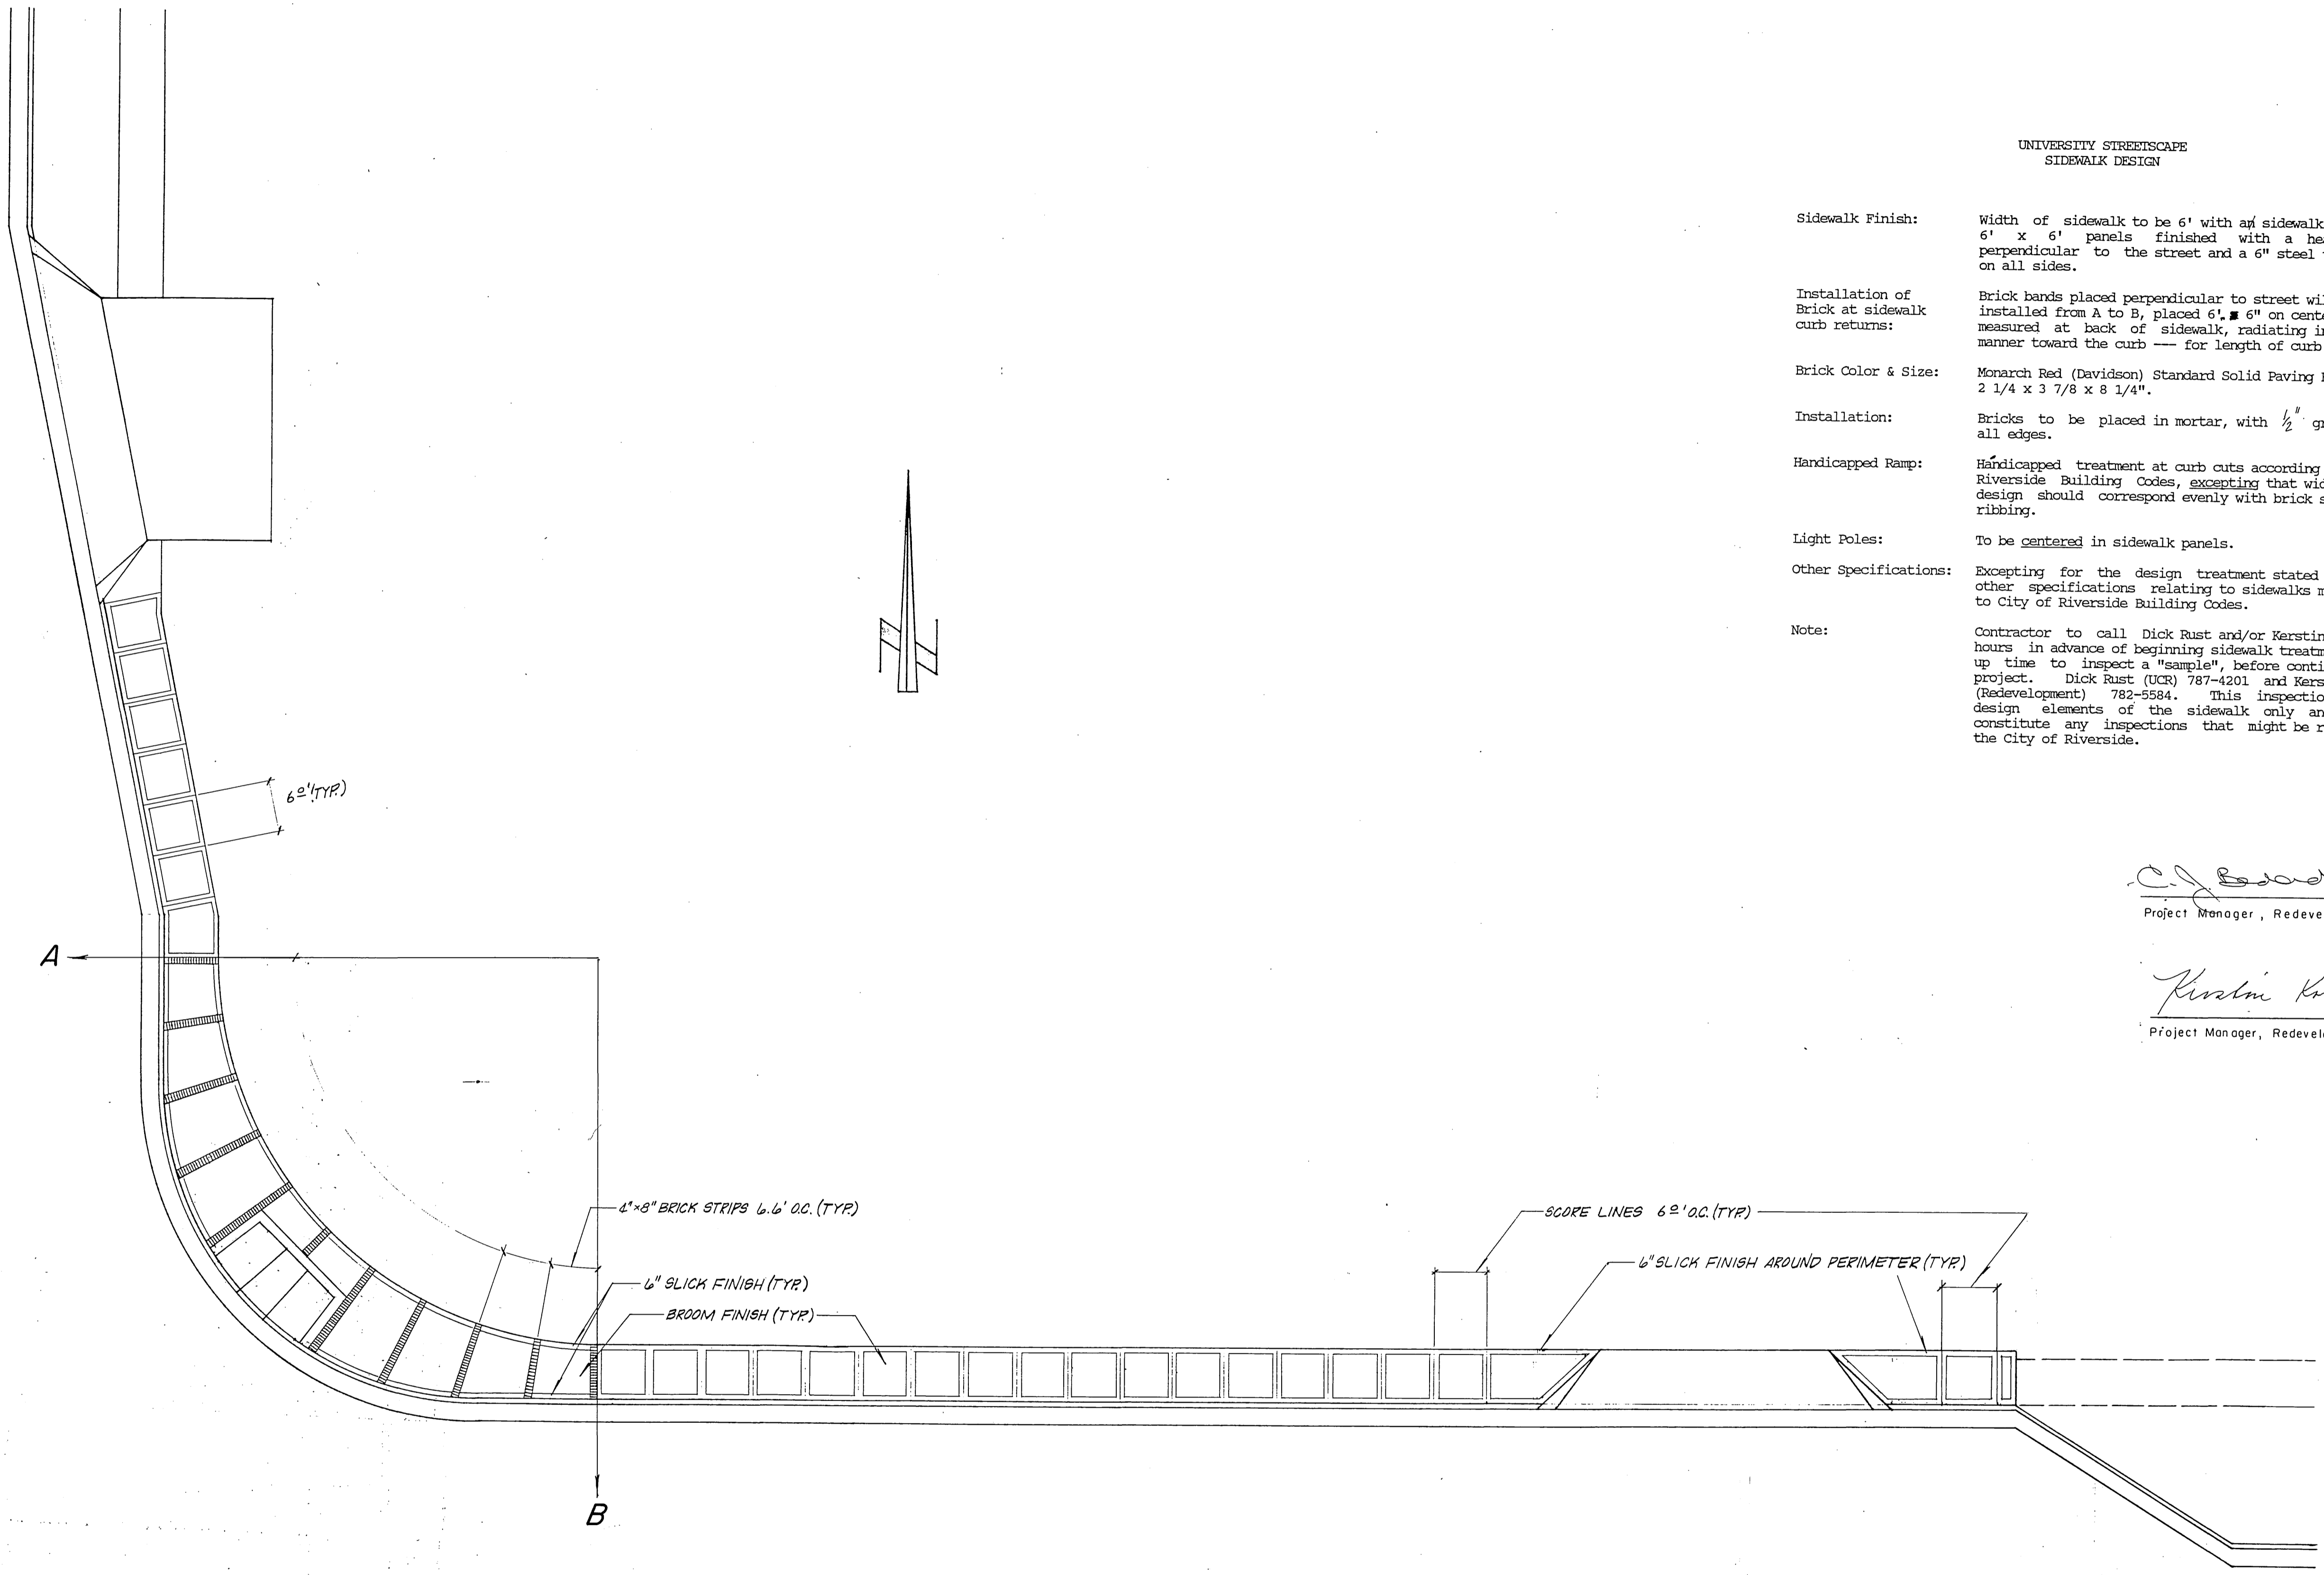 UNIVERSITY STREETSCAPE
SIDEWALK DESIGN
Sidewalk Finish:
Width of sidewalk to be 6' with an sidewalk
6' x 6' panels finished with a
perpendicular to the street and a 6" steel
on all sides.
Installation of
Brick at sidewalk
curb returns:
Brick bands placed perpendicular to street
installed from A to B, placed 6'. 6" on
measured at back of sidewalk, radiating
manner toward the curb --- for length of curb
Brick Color & Size:
Monarch Red (Davidson) Standard Solid Paving
2 1/4 x 3 7/8 x 8 1/4".
Installation:
Bricks to be placed in mortar, with 1/2"
all edges.
Handicapped Ramp:
Handicapped treatment at curb cuts according
Riverside Building Codes, excepting that
design should correspond evenly with brick
ribbing.
Light Poles:
To be centered in sidewalk panels.
Other Specifications:
Excepting for the design treatment stated
other specifications relating to sidewalks
to City of Riverside Building Codes.
Note:
Contractor to call Dick Rust and/or Kerstin
hours in advance of beginning sidewalk
up time to inspect a "sample", before
project. Dick Rust (UCR) 787-4201 and
(Redevelopment) 782-5584. This
design elements of the sidewalk only
constitute any inspections that might be
the City of Riverside.
C. J. Bedard
Project Manager, Redeve
Project Manager, Redevel
N
6 0' (TYP.)
A
4"×8" BRICK STRIPS 6.6' O.C. (TYP.)
6" SLICK FINISH (TYP.)
BROOM FINISH (TYP.)
SCORE LINES 6 0' O.C. (TYP.)
6" SLICK FINISH AROUND PERIMETER (TYP.)
B